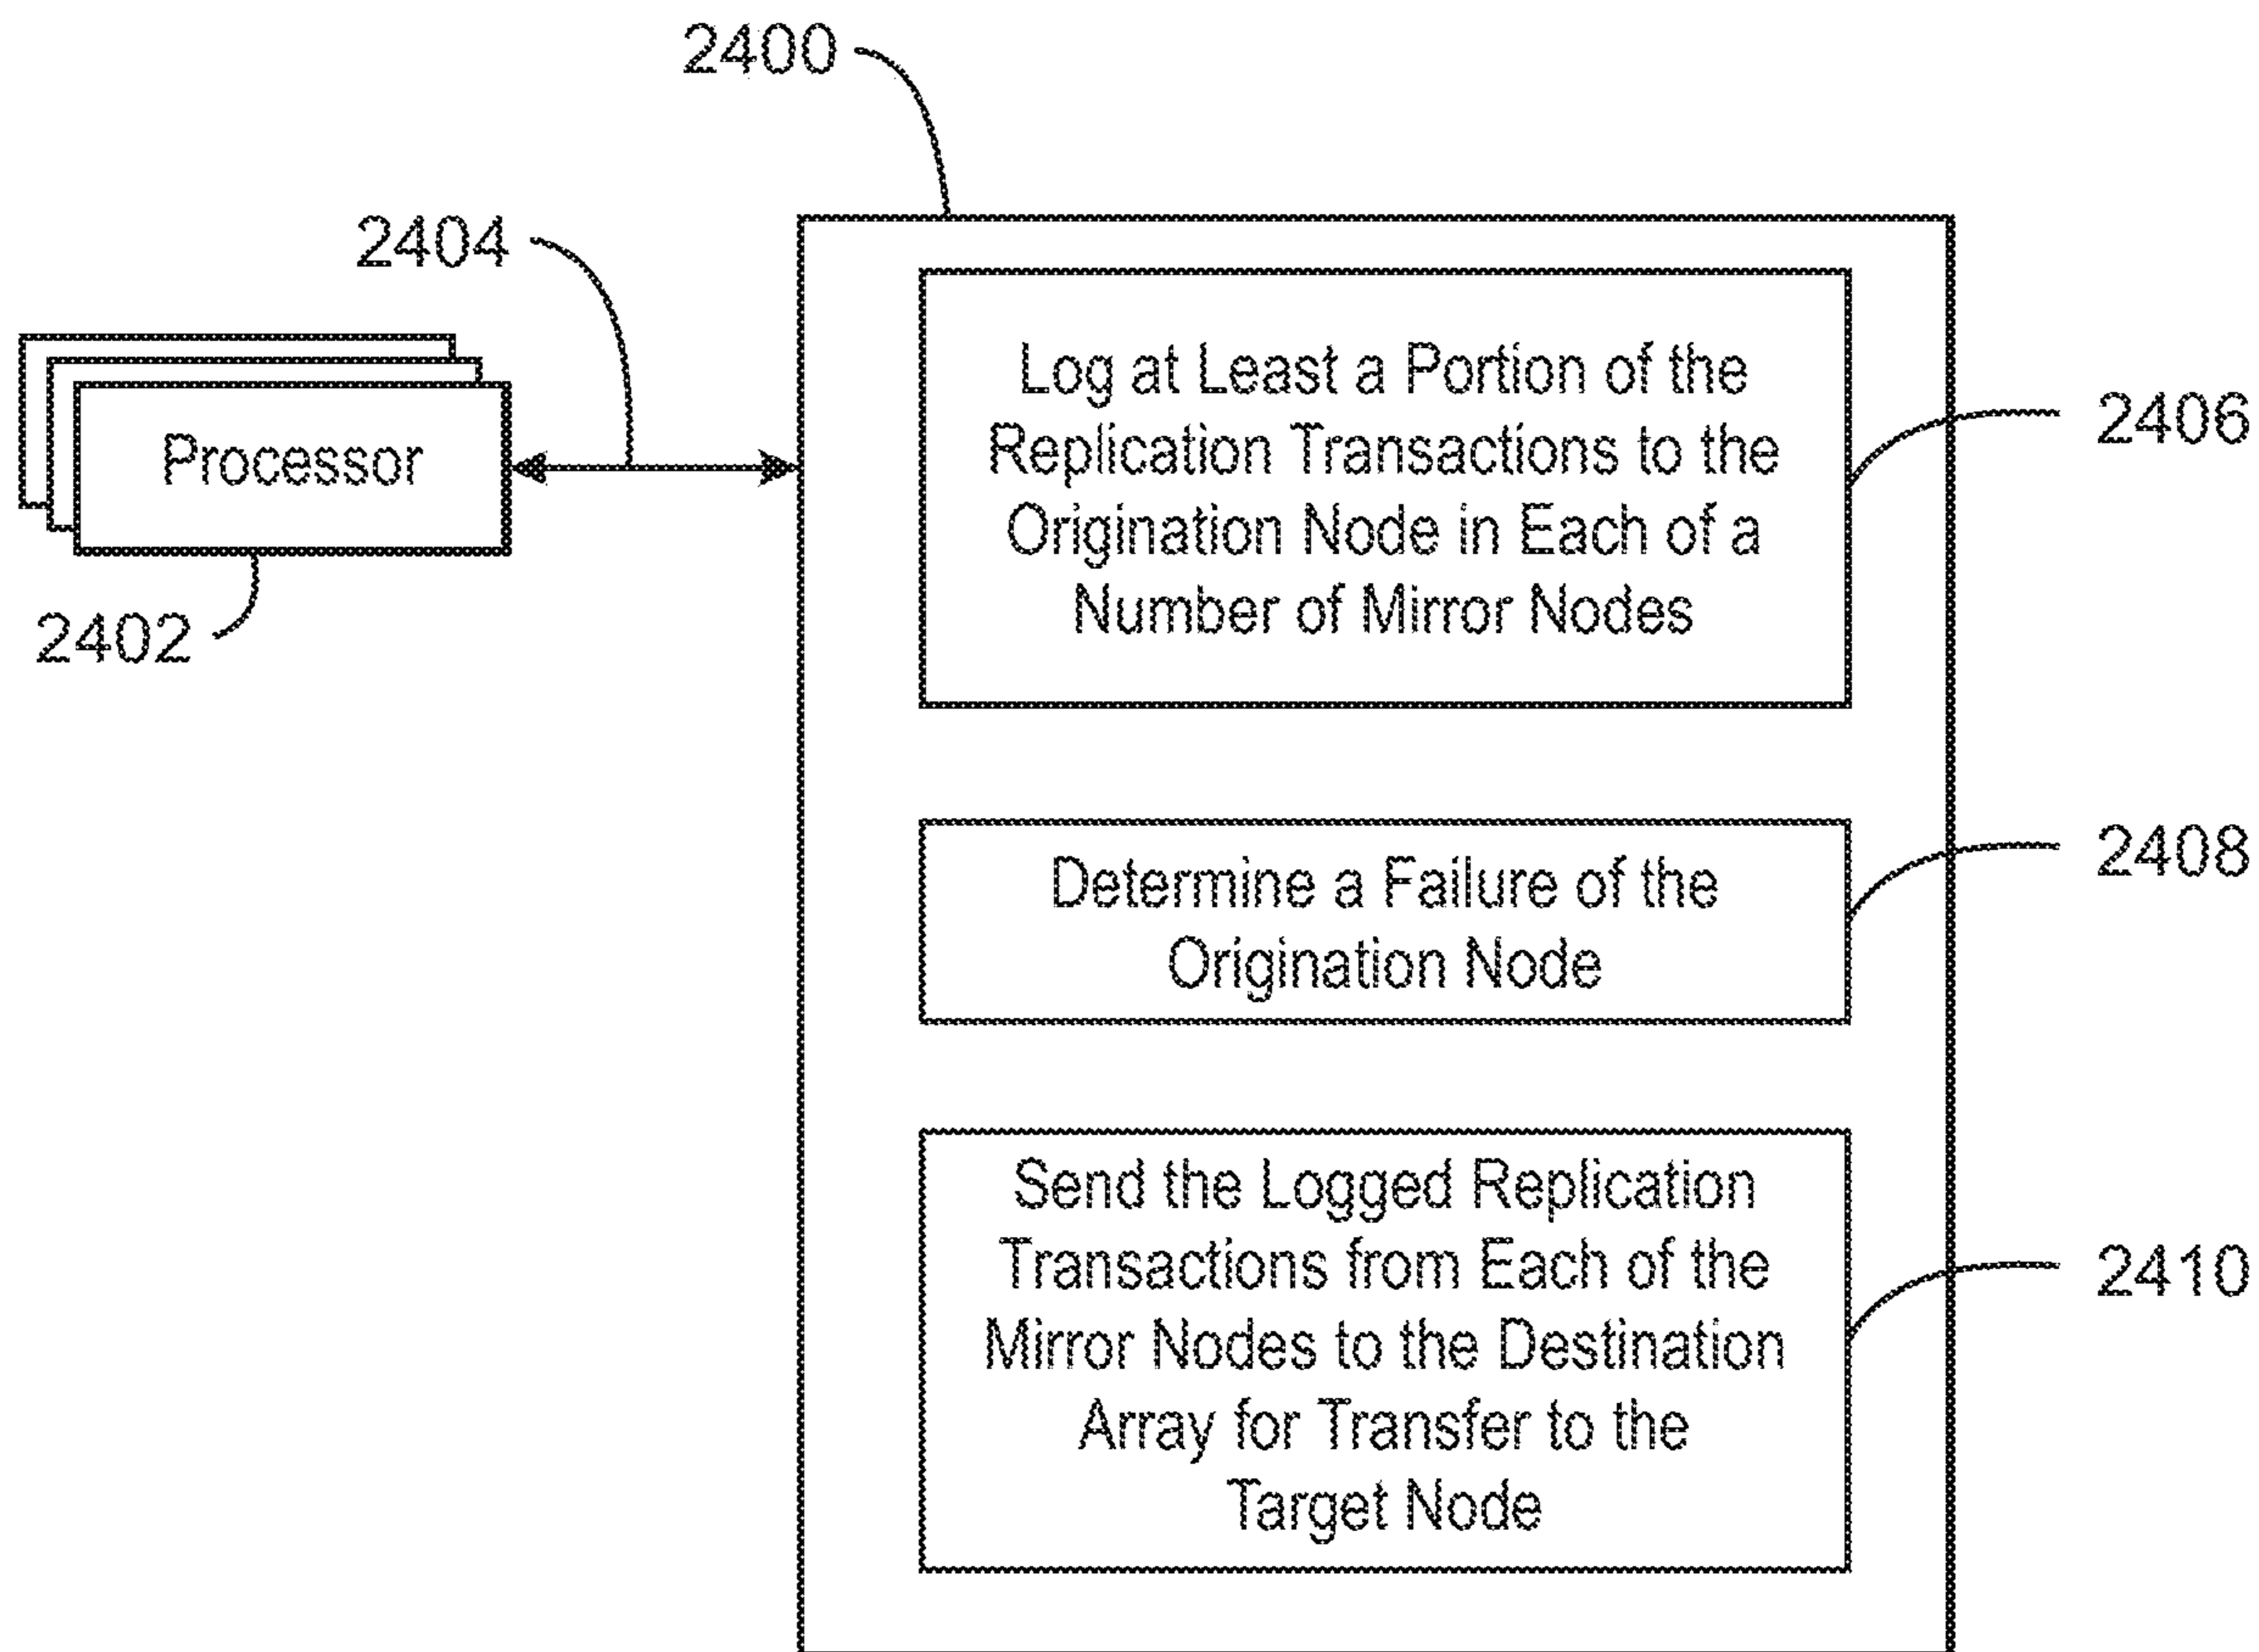 2400
2404
Processor
2402
Log at Least a Portion of the
Replication Transactions to the
Origination Node in Each of a
Number of Mirror Nodes
2406
Determine a Failure of the
Origination Node
2408
Send the Logged Replication
Transactions from Each of the
Mirror Nodes to the Destination
Array for Transfer to the
Target Node
2410